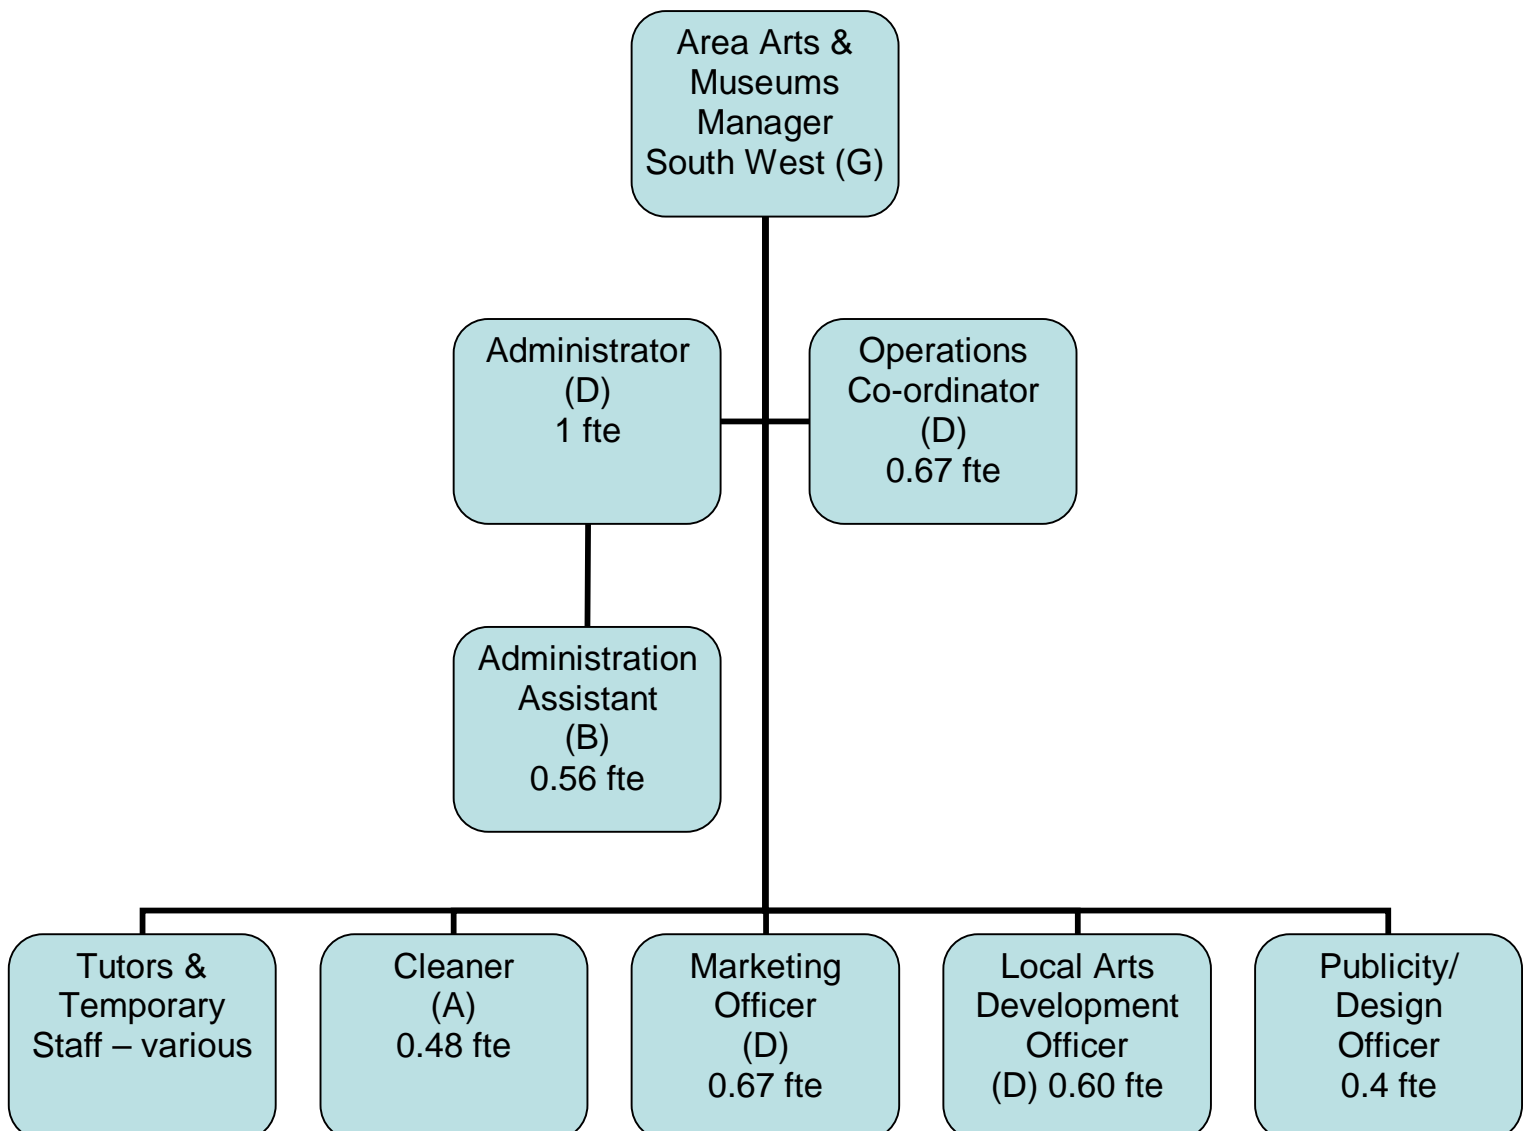 Area Arts &
Museums
Manager
South West (G)
Administrator
(D)
1 fte
Operations
Co-ordinator
(D)
0.67 fte
Administration
Assistant
(B)
0.56 fte
Tutors &
Temporary
Staff – various
Cleaner
(A)
0.48 fte
Marketing
Officer
(D)
0.67 fte
Local Arts
Development
Officer
(D) 0.60 fte
Publicity/
Design
Officer
0.4 fte